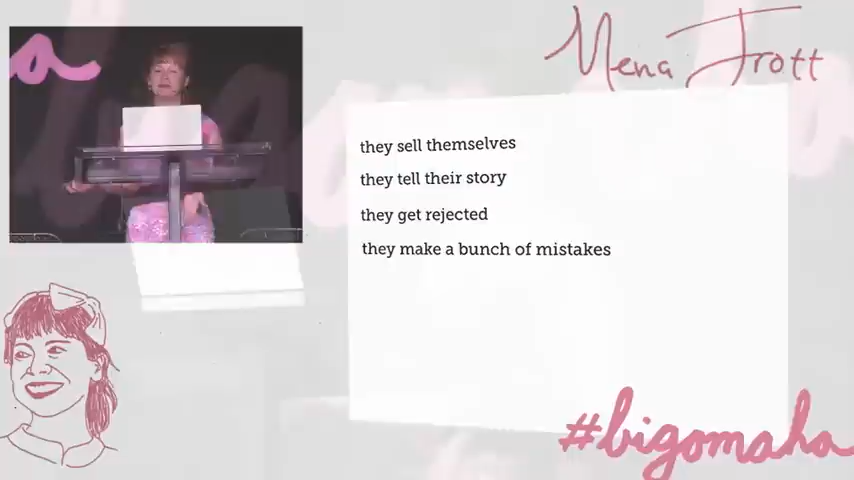 Mena Trott
they sell themselves
they tell their story
they get rejected
they make a bunch of mistakes
#bigomaha